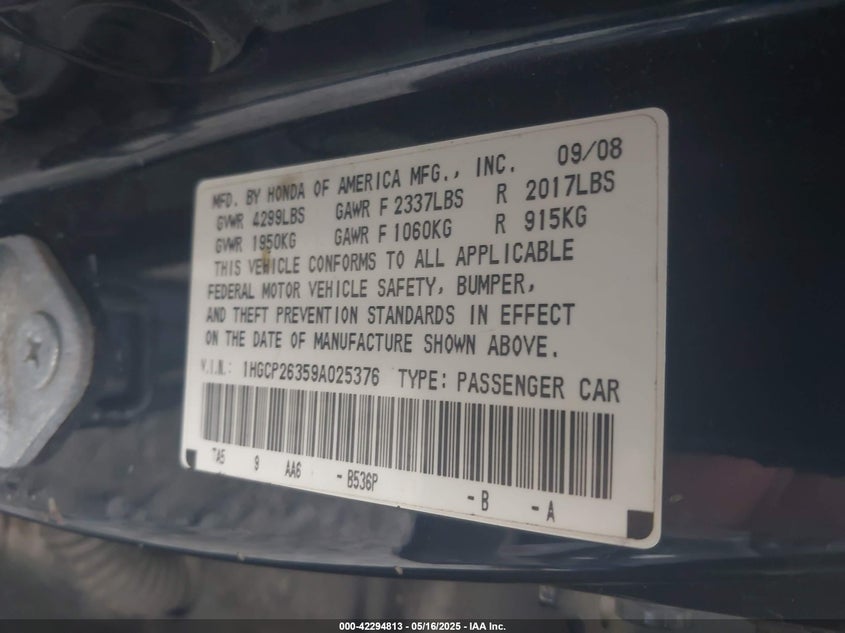 MFD. BY HONDA OF AMERICA MFG., INC. 09/08
GVWR 4299LBS GAWR F 2337LBS R 2017LBS
GVWR 1950KG GAWR F 1060KG R 915KG
THIS VEHICLE CONFORMS TO ALL APPLICABLE
FEDERAL MOTOR VEHICLE SAFETY, BUMPER,
AND THEFT PREVENTION STANDARDS IN EFFECT
ON THE DATE OF MANUFACTURE SHOWN ABOVE.
V.I.N.: 1HGCP26359A025376 TYPE: PASSENGER CAR
TA5 9 AA6 -B536P -B -A
000-42294813 - 05/16/2025 - IAA Inc.